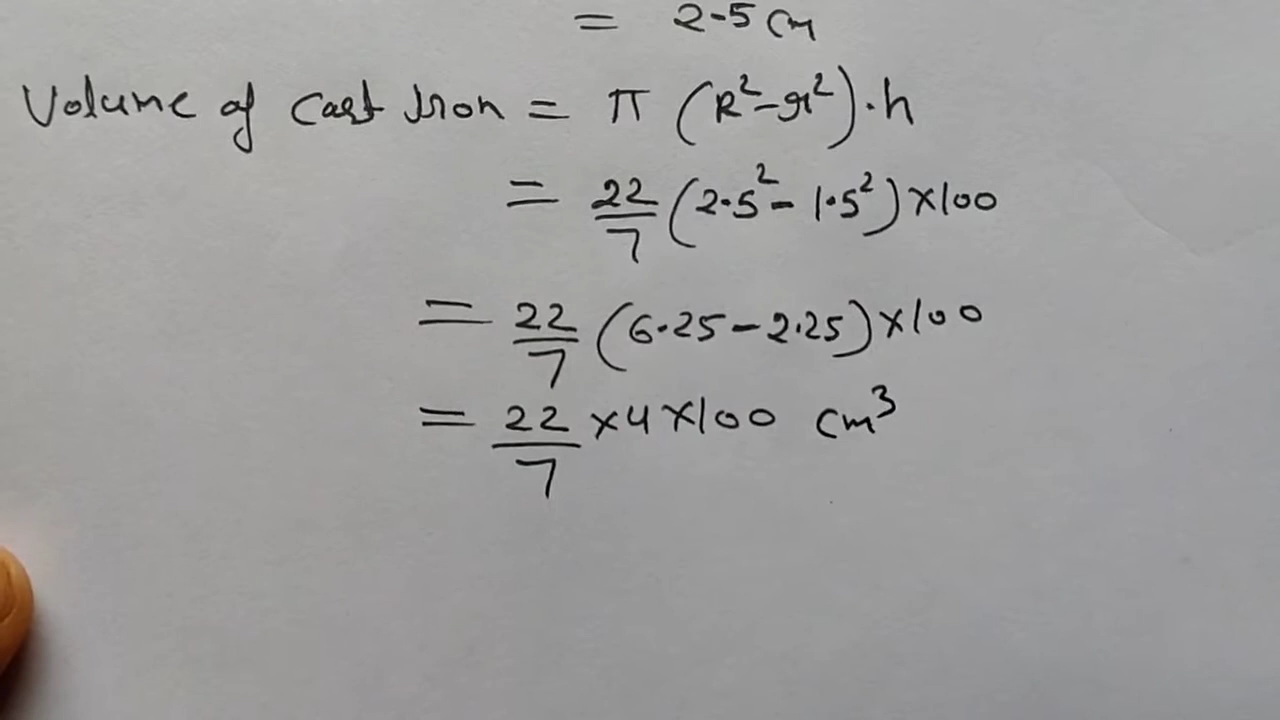 = 2.5 cm
Volume of Cast Iron = π (R²-r²).h
= 22/7 (2.5² - 1.5²) ×100
= 22/7 (6.25 - 2.25) ×100
= 22/7 ×4×100 cm³